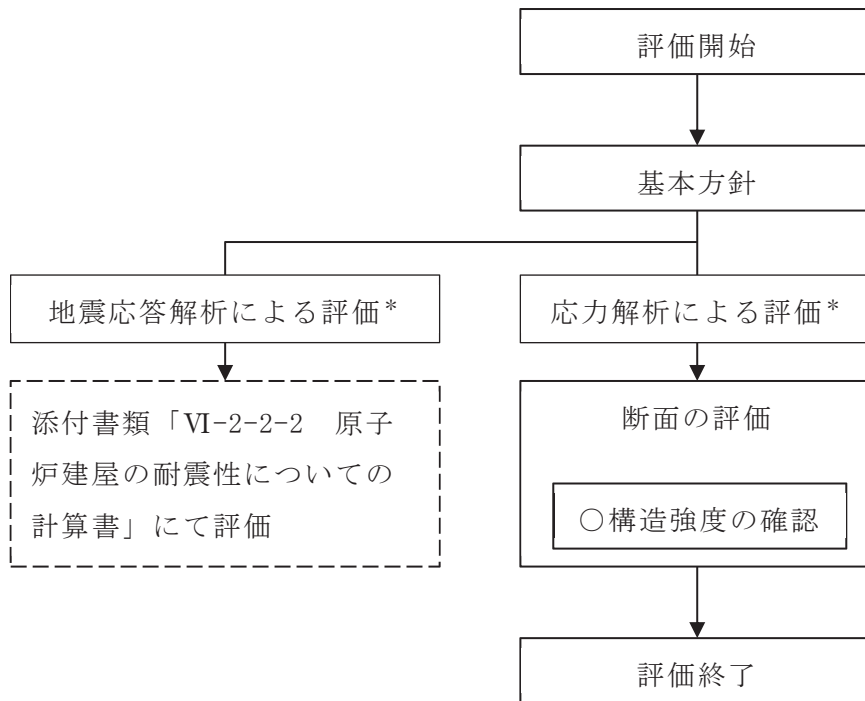 評価開始
基本方針
地震応答解析による評価*
応力解析による評価*
添付書類「Ⅵ-2-2-2 原子
炉建屋の耐震性についての
計算書」にて評価
断面の評価
○構造強度の確認
評価終了